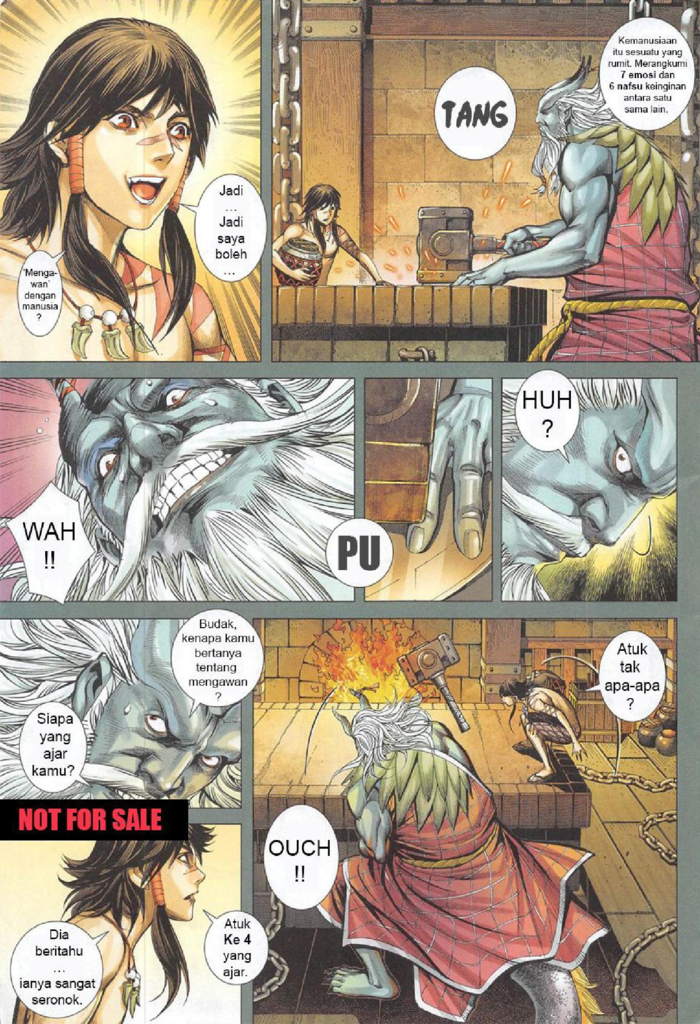 Kemanusiaan
itu sesuatu yang
rumit. Merangkumi
7 emosi dan
6 nafsu keinginan
antara satu
sama lain.
TANG
Jadi
...
Jadi
saya
boleh
...
'Menga-
wan'
dengan
manusia
?
HUH
?
PU
WAH
!!
Atuk
tak
apa-apa
?
OUCH
!!
Budak,
kenapa kamu
bertanya
tentang
mengawan
?
Siapa
yang
ajar
kamu?
NOT FOR SALE
Atuk
Ke 4
yang
ajar.
Dia
beritahu
...
ianya sangat
seronok.